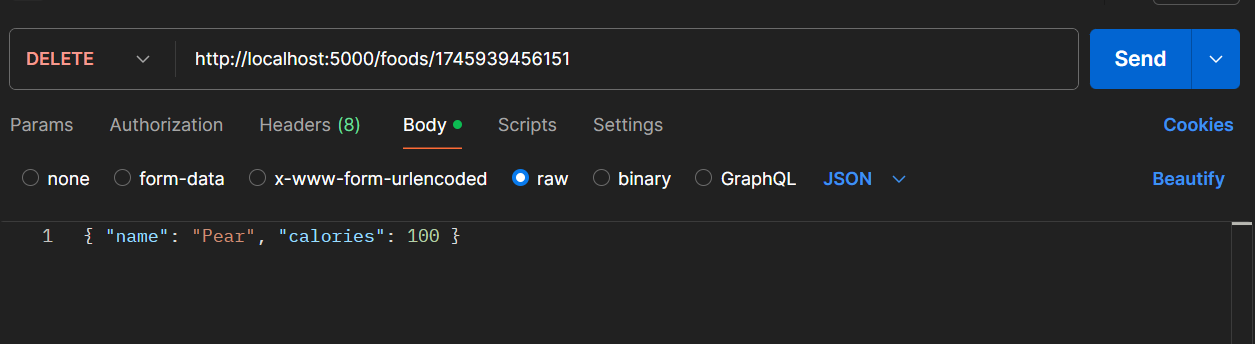 DELETE http://localhost:5000/foods/1745939456151 Send
Params Authorization Headers (8) Body Scripts Settings Cookies
none form-data x-www-form-urlencoded raw binary GraphQL JSON Beautify
1 { "name": "Pear", "calories": 100 }